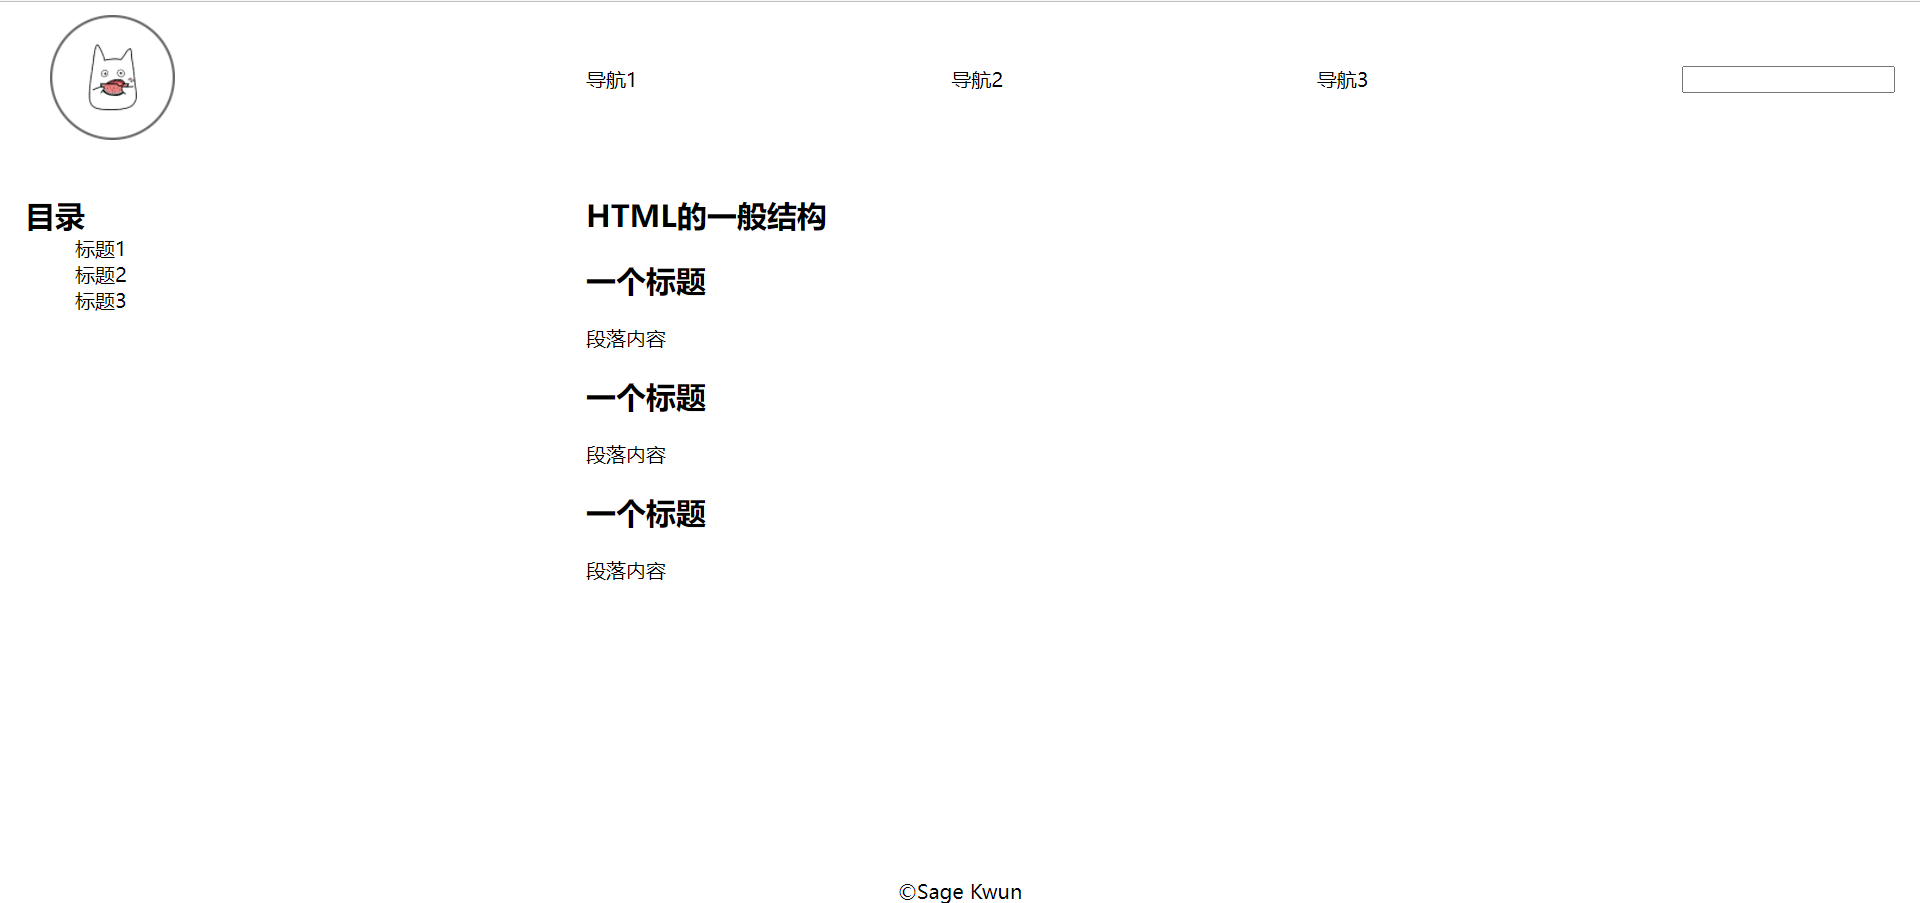 导航1 导航2 导航3
目录
标题1
标题2
标题3
HTML的一般结构
一个标题
段落内容
一个标题
段落内容
一个标题
段落内容
©Sage Kwun